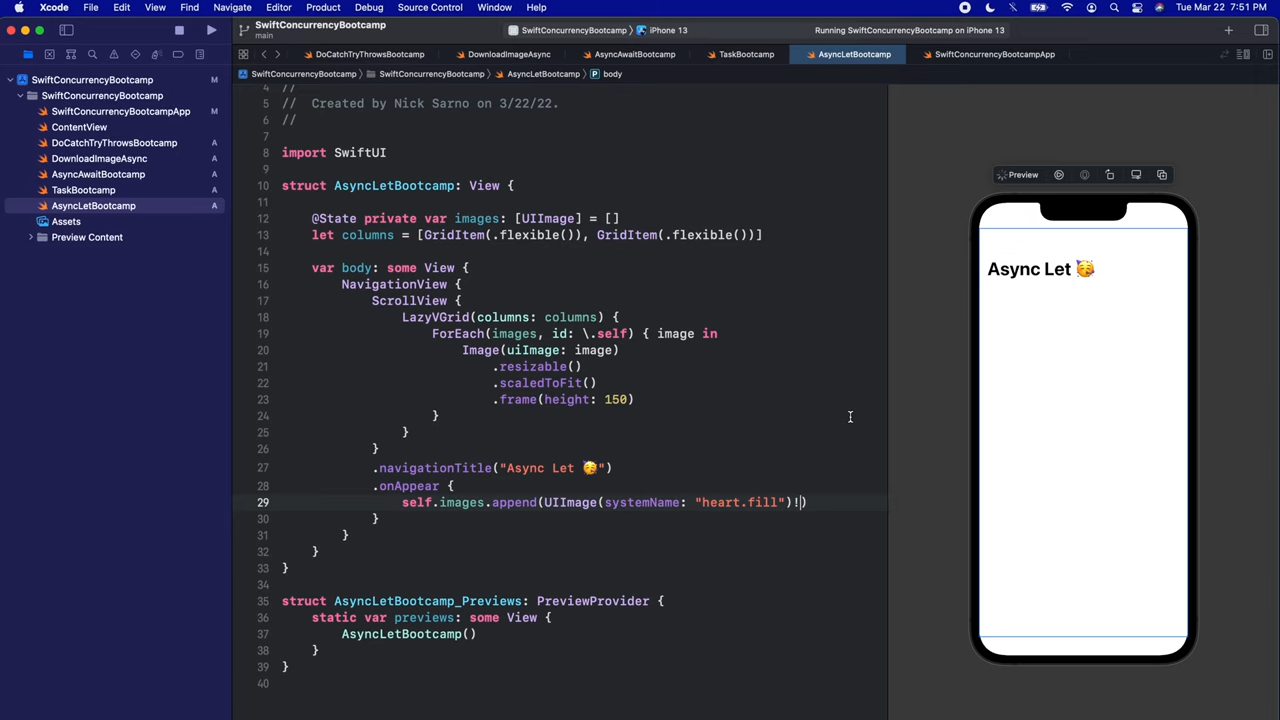 Xcode File Edit View Find Navigate Editor Product Debug Source Control Window Help Tue Mar 22 7:51 PM
SwiftConcurrencyBootcamp
main
SwiftConcurrencyBootcamp 〉 iPhone 13
Running SwiftConcurrencyBootcamp on iPhone 13
DoCatchTryThrowsBootcamp DownloadImageAsync AsyncAwaitBootcamp TaskBootcamp AsyncLetBootcamp SwiftConcurrencyBootcampApp
SwiftConcurrencyBootcamp 〉 SwiftConcurrencyBootcamp 〉 AsyncLetBootcamp 〉 P body
SwiftConcurrencyBootcamp M
SwiftConcurrencyBootcamp
SwiftConcurrencyBootcampApp M
ContentView
DoCatchTryThrowsBootcamp A
DownloadImageAsync A
AsyncAwaitBootcamp A
TaskBootcamp A
AsyncLetBootcamp A
Assets
Preview Content
4 //
5 //  Created by Nick Sarno on 3/22/22.
6 //
7
8 import SwiftUI
9
10 struct AsyncLetBootcamp: View {
11
12     @State private var images: [UIImage] = []
13     let columns = [GridItem(.flexible()), GridItem(.flexible())]
14
15     var body: some View {
16         NavigationView {
17             ScrollView {
18                 LazyVGrid(columns: columns) {
19                     ForEach(images, id: \.self) { image in
20                         Image(uiImage: image)
21                             .resizable()
22                             .scaledToFit()
23                             .frame(height: 150)
24                     }
25                 }
26             }
27             .navigationTitle("Async Let 🥳")
28             .onAppear {
29                 self.images.append(UIImage(systemName: "heart.fill")!)
30             }
31         }
32     }
33 }
34
35 struct AsyncLetBootcamp_Previews: PreviewProvider {
36     static var previews: some View {
37         AsyncLetBootcamp()
38     }
39 }
40
Preview
Async Let 🥳